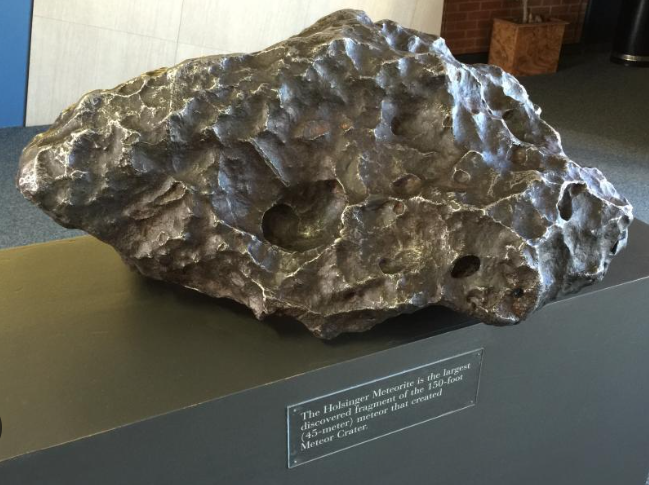 The Holsinger Meteorite is the largest
discovered fragment of the 150-foot
(45-meter) meteor that created
Meteor Crater.